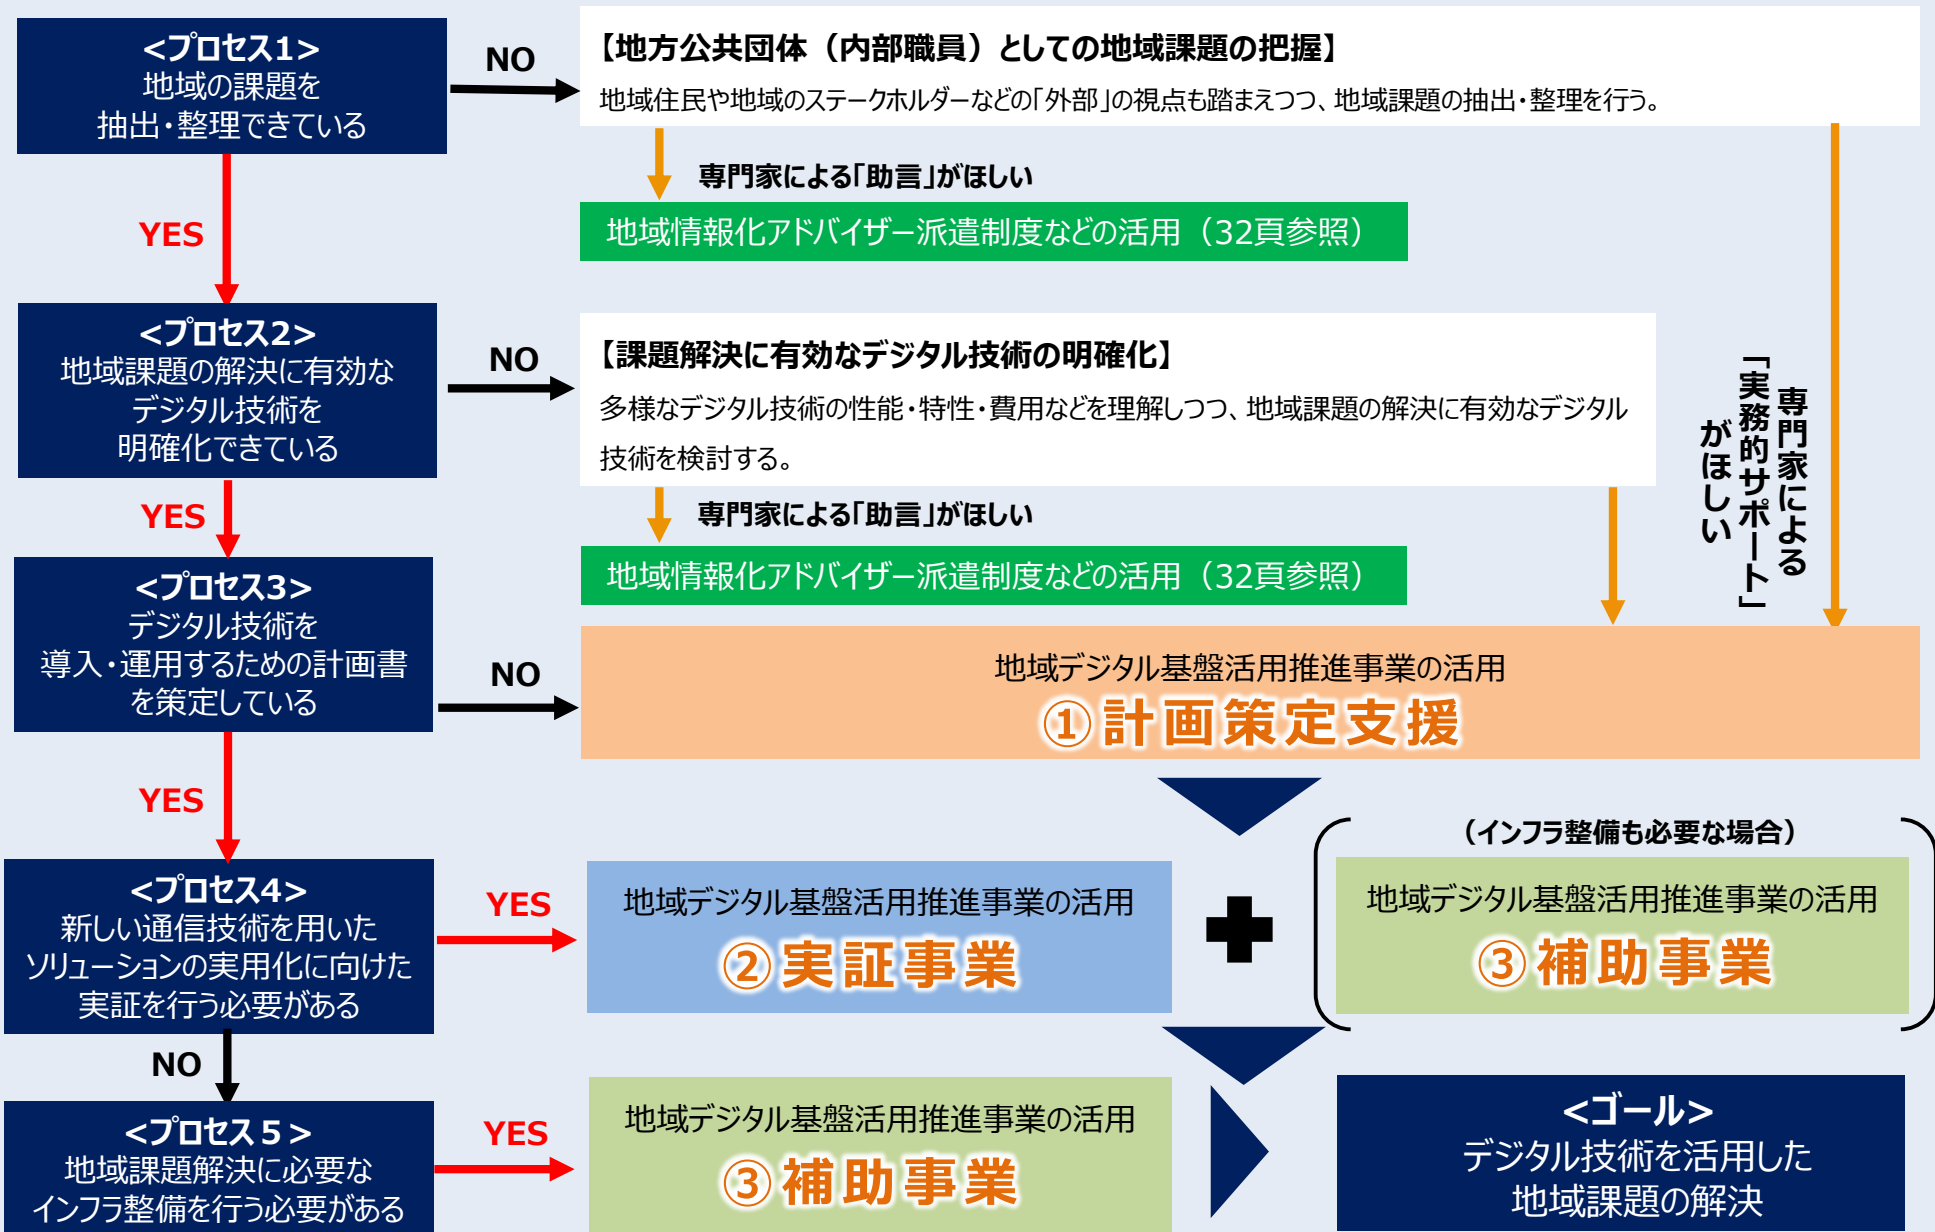 <プロセス1>
地域の課題を
抽出・整理できている
NO
【地方公共団体（内部職員）としての地域課題の把握】
地域住民や地域のステークホルダーなどの「外部」の視点も踏まえつつ、地域課題の抽出・整理を行う。
専門家による「助言」がほしい
地域情報化アドバイザー派遣制度などの活用（32頁参照）
YES
<プロセス2>
地域課題の解決に有効な
デジタル技術を
明確化できている
NO
【課題解決に有効なデジタル技術の明確化】
多様なデジタル技術の性能・特性・費用などを理解しつつ、地域課題の解決に有効なデジタル
技術を検討する。
専門家による「助言」がほしい
地域情報化アドバイザー派遣制度などの活用（32頁参照）
専門家による
「実務的サポート」
がほしい
YES
<プロセス3>
デジタル技術を
導入・運用するための計画書
を策定している
NO
地域デジタル基盤活用推進事業の活用
①計画策定支援
YES
<プロセス4>
新しい通信技術を用いた
ソリューションの実用化に向けた
実証を行う必要がある
YES
地域デジタル基盤活用推進事業の活用
②実証事業
（インフラ整備も必要な場合）
地域デジタル基盤活用推進事業の活用
③補助事業
NO
<プロセス５>
地域課題解決に必要な
インフラ整備を行う必要がある
YES
地域デジタル基盤活用推進事業の活用
③補助事業
<ゴール>
デジタル技術を活用した
地域課題の解決